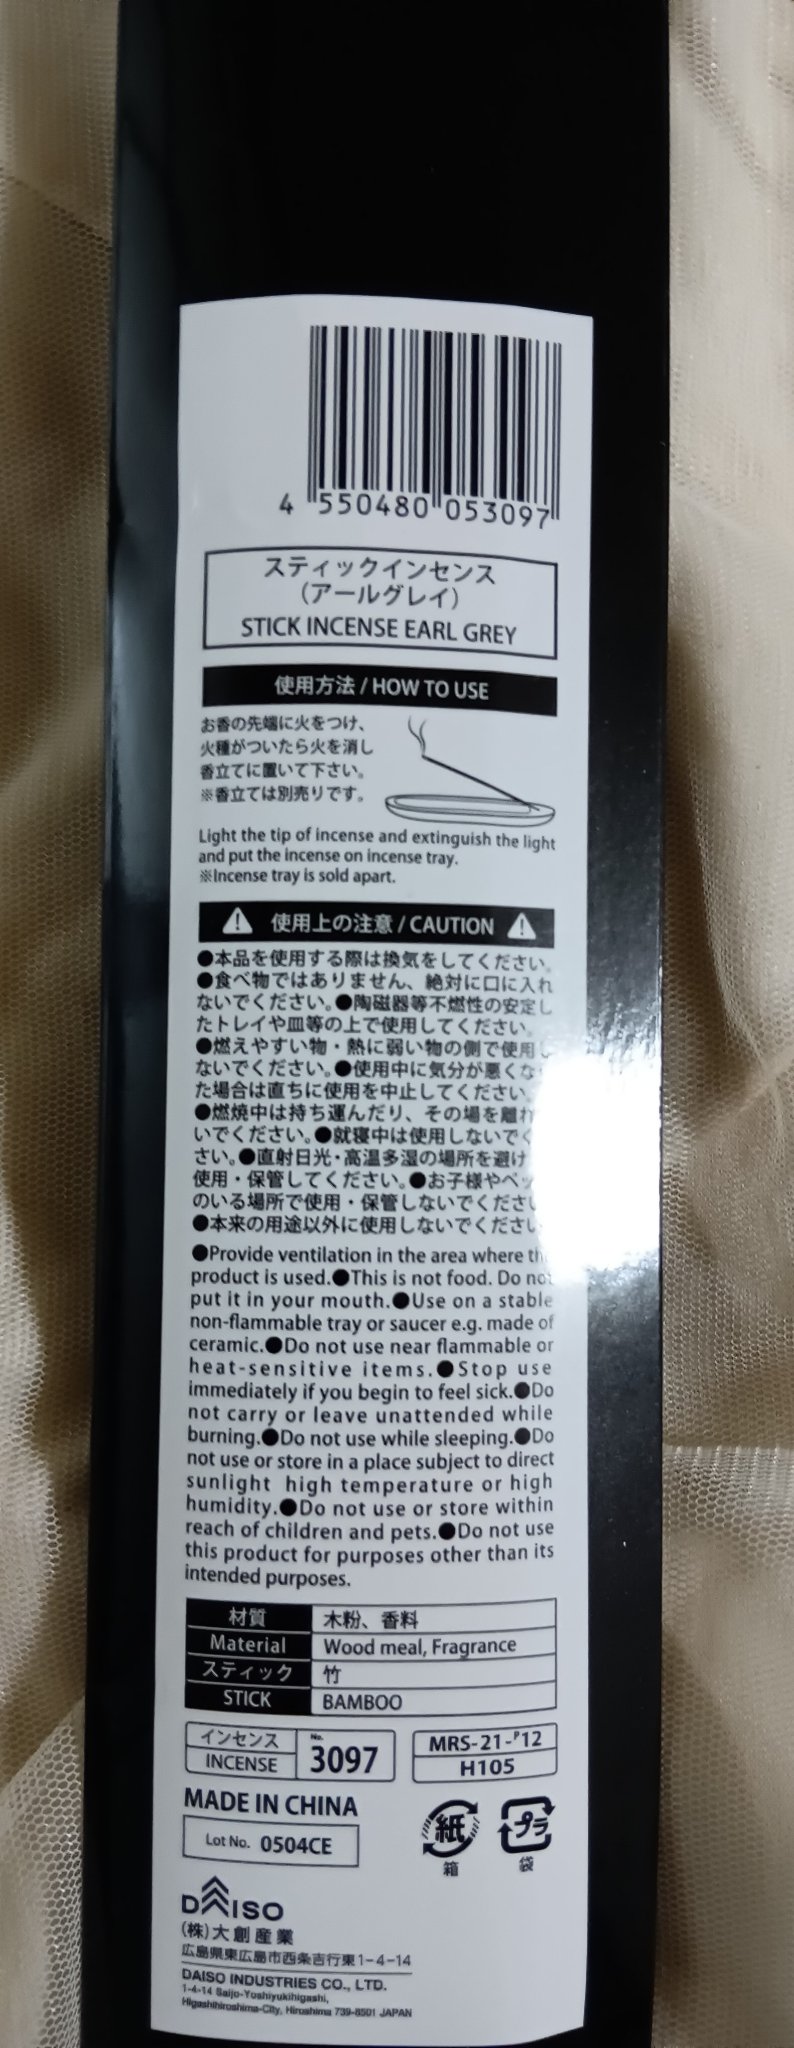 4 550480 053097
スティックインセンス
(アールグレイ)
STICK INCENSE EARL GREY
使用方法 / HOW TO USE
お香の先端に火をつけ、
火種がついたら火を消し
香立てに置いて下さい。
※香立ては別売りです。
Light the tip of incense and extinguish the light
and put the incense on incense tray.
※Incense tray is sold apart.
使用上の注意 / CAUTION
●本品を使用する際は換気をしてください。
●食べ物ではありません、絶対に口に入れ
ないでください。●陶磁器等不燃性の安定し
たトレイや皿等の上で使用してください。
●燃えやすい物・熱に弱い物の側で使用し
ないでください。●使用中に気分が悪くな
た場合は直ちに使用を中止してください。
●燃焼中は持ち運んだり、その場を離れ
いでください。●就寝中は使用しないでく
さい。●直射日光・高温多湿の場所を避け
使用・保管してください。●お子様やペッ
のいる場所で使用・保管しないでくださ
●本来の用途以外に使用しないでくださ
●Provide ventilation in the area where the
product is used.●This is not food. Do not
put it in your mouth.●Use on a stable
non-flammable tray or saucer e.g. made of
ceramic.●Do not use near flammable or
heat-sensitive items.●Stop use
immediately if you begin to feel sick.●Do
not carry or leave unattended while
burning.●Do not use while sleeping.●Do
not use or store in a place subject to direct
sunlight high temperature or high
humidity.●Do not use or store within
reach of children and pets.●Do not use
this product for purposes other than its
intended purposes.
材質 木粉、香料
Material Wood meal, Fragrance
スティック 竹
STICK BAMBOO
インセンス No. 3097 MRS-21-P12
INCENSE H105
MADE IN CHINA
Lot No. 0504CE
紙 プラ
箱 袋
DAISO
(株)大創産業
広島県東広島市西条吉行東1-4-14
DAISO INDUSTRIES CO., LTD.
1-4-14 Saijo-Yoshiyukihigashi,
Higashihiroshima-City, Hiroshima 739-8501 JAPAN